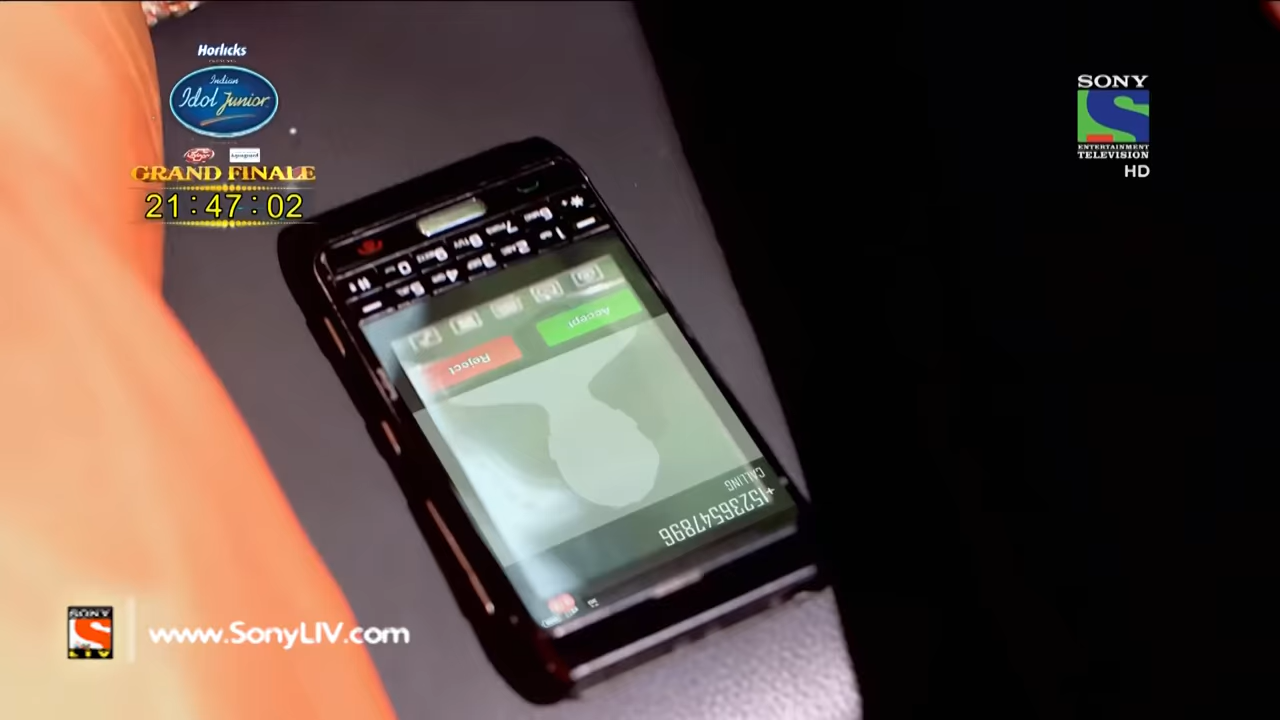 Horlicks
Indian
Idol Junior
GRAND FINALE
21:47:02
SONY
ENTERTAINMENT
TELEVISION
HD
Accept
Reject
CALLING
+15236547896
SONY
LIV
www.SonyLIV.com